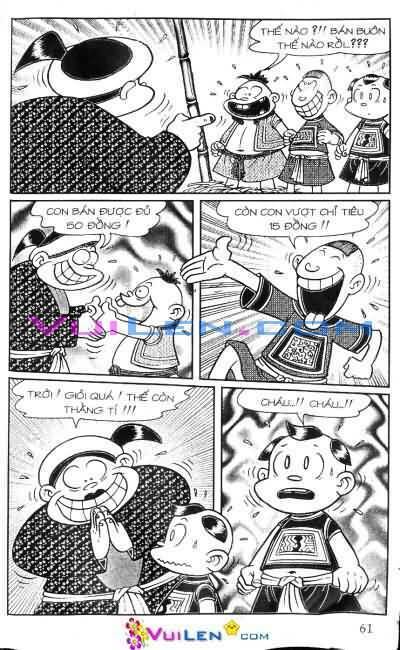 THẾ NÀO ?!! BÁN BUÔN
THẾ NÀO RỒI...???
CON BÁN ĐƯỢC ĐỦ
50 ĐỒNG !
CÒN CON VƯỢT CHỈ TIÊU
15 ĐỒNG !!
VUILEN.COM
TRỜI ! GIỎI QUÁ ! THẾ CÒN
THẰNG TÍ !!!
CHÁU...!! CHÁU...!!
61
VUILEN.COM